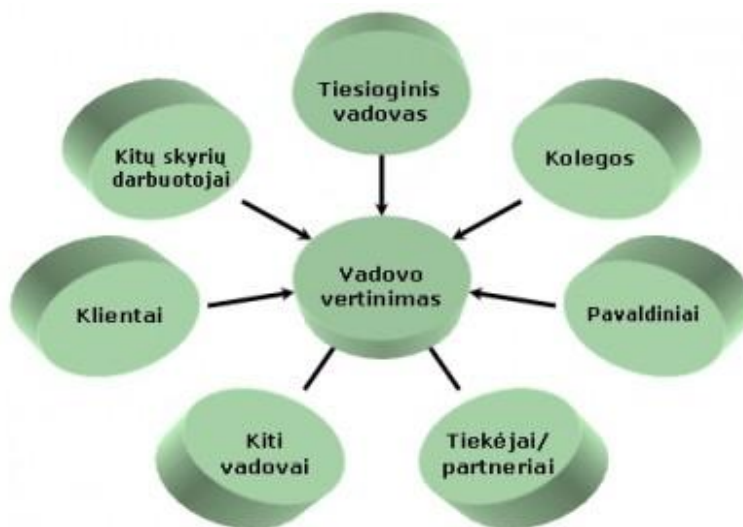 Tiesioginis
vadovas
Kitų skyrių
darbuotojai
Kolegos
Vadovo
vertinimas
Klientai
Pavaldiniai
Kiti
vadovai
Tiekėjai/
partneriai